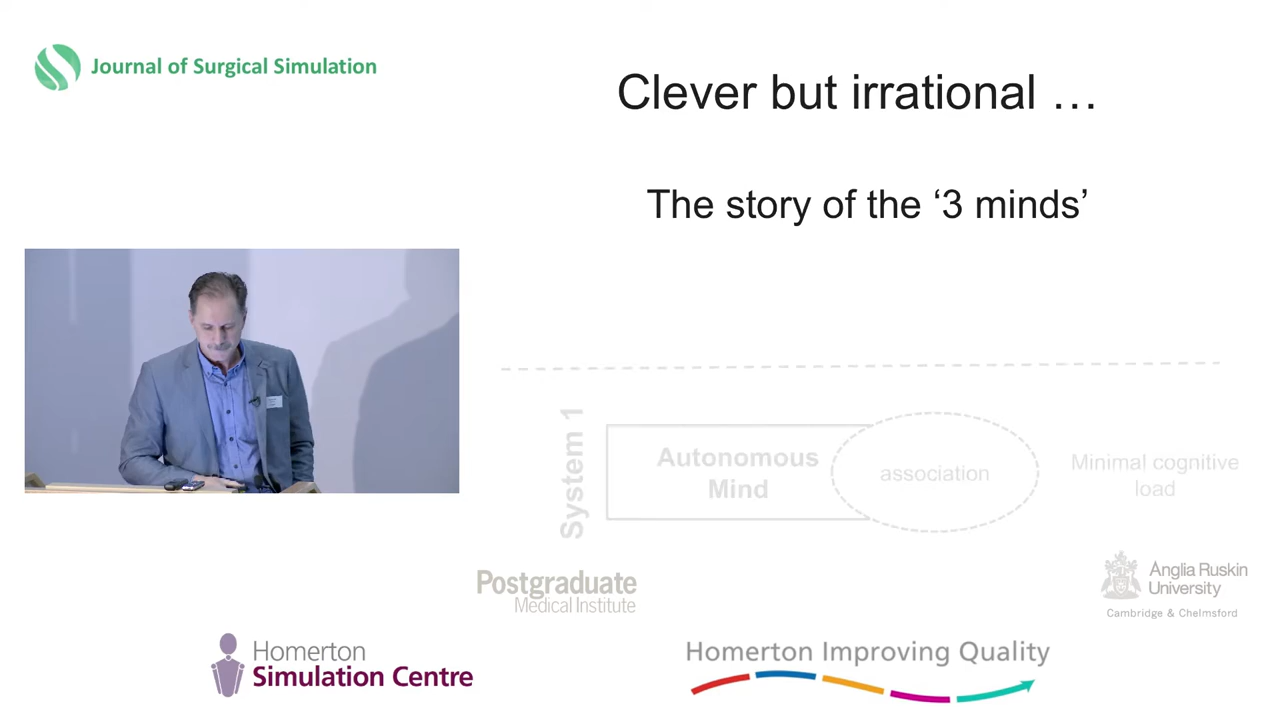 Journal of Surgical Simulation
Clever but irrational …
The story of the ‘3 minds’
System 1
Autonomous
Mind
association
Minimal cognitive
load
Postgraduate
Medical Institute
Anglia Ruskin
University
Cambridge & Chelmsford
Homerton
Simulation Centre
Homerton Improving Quality